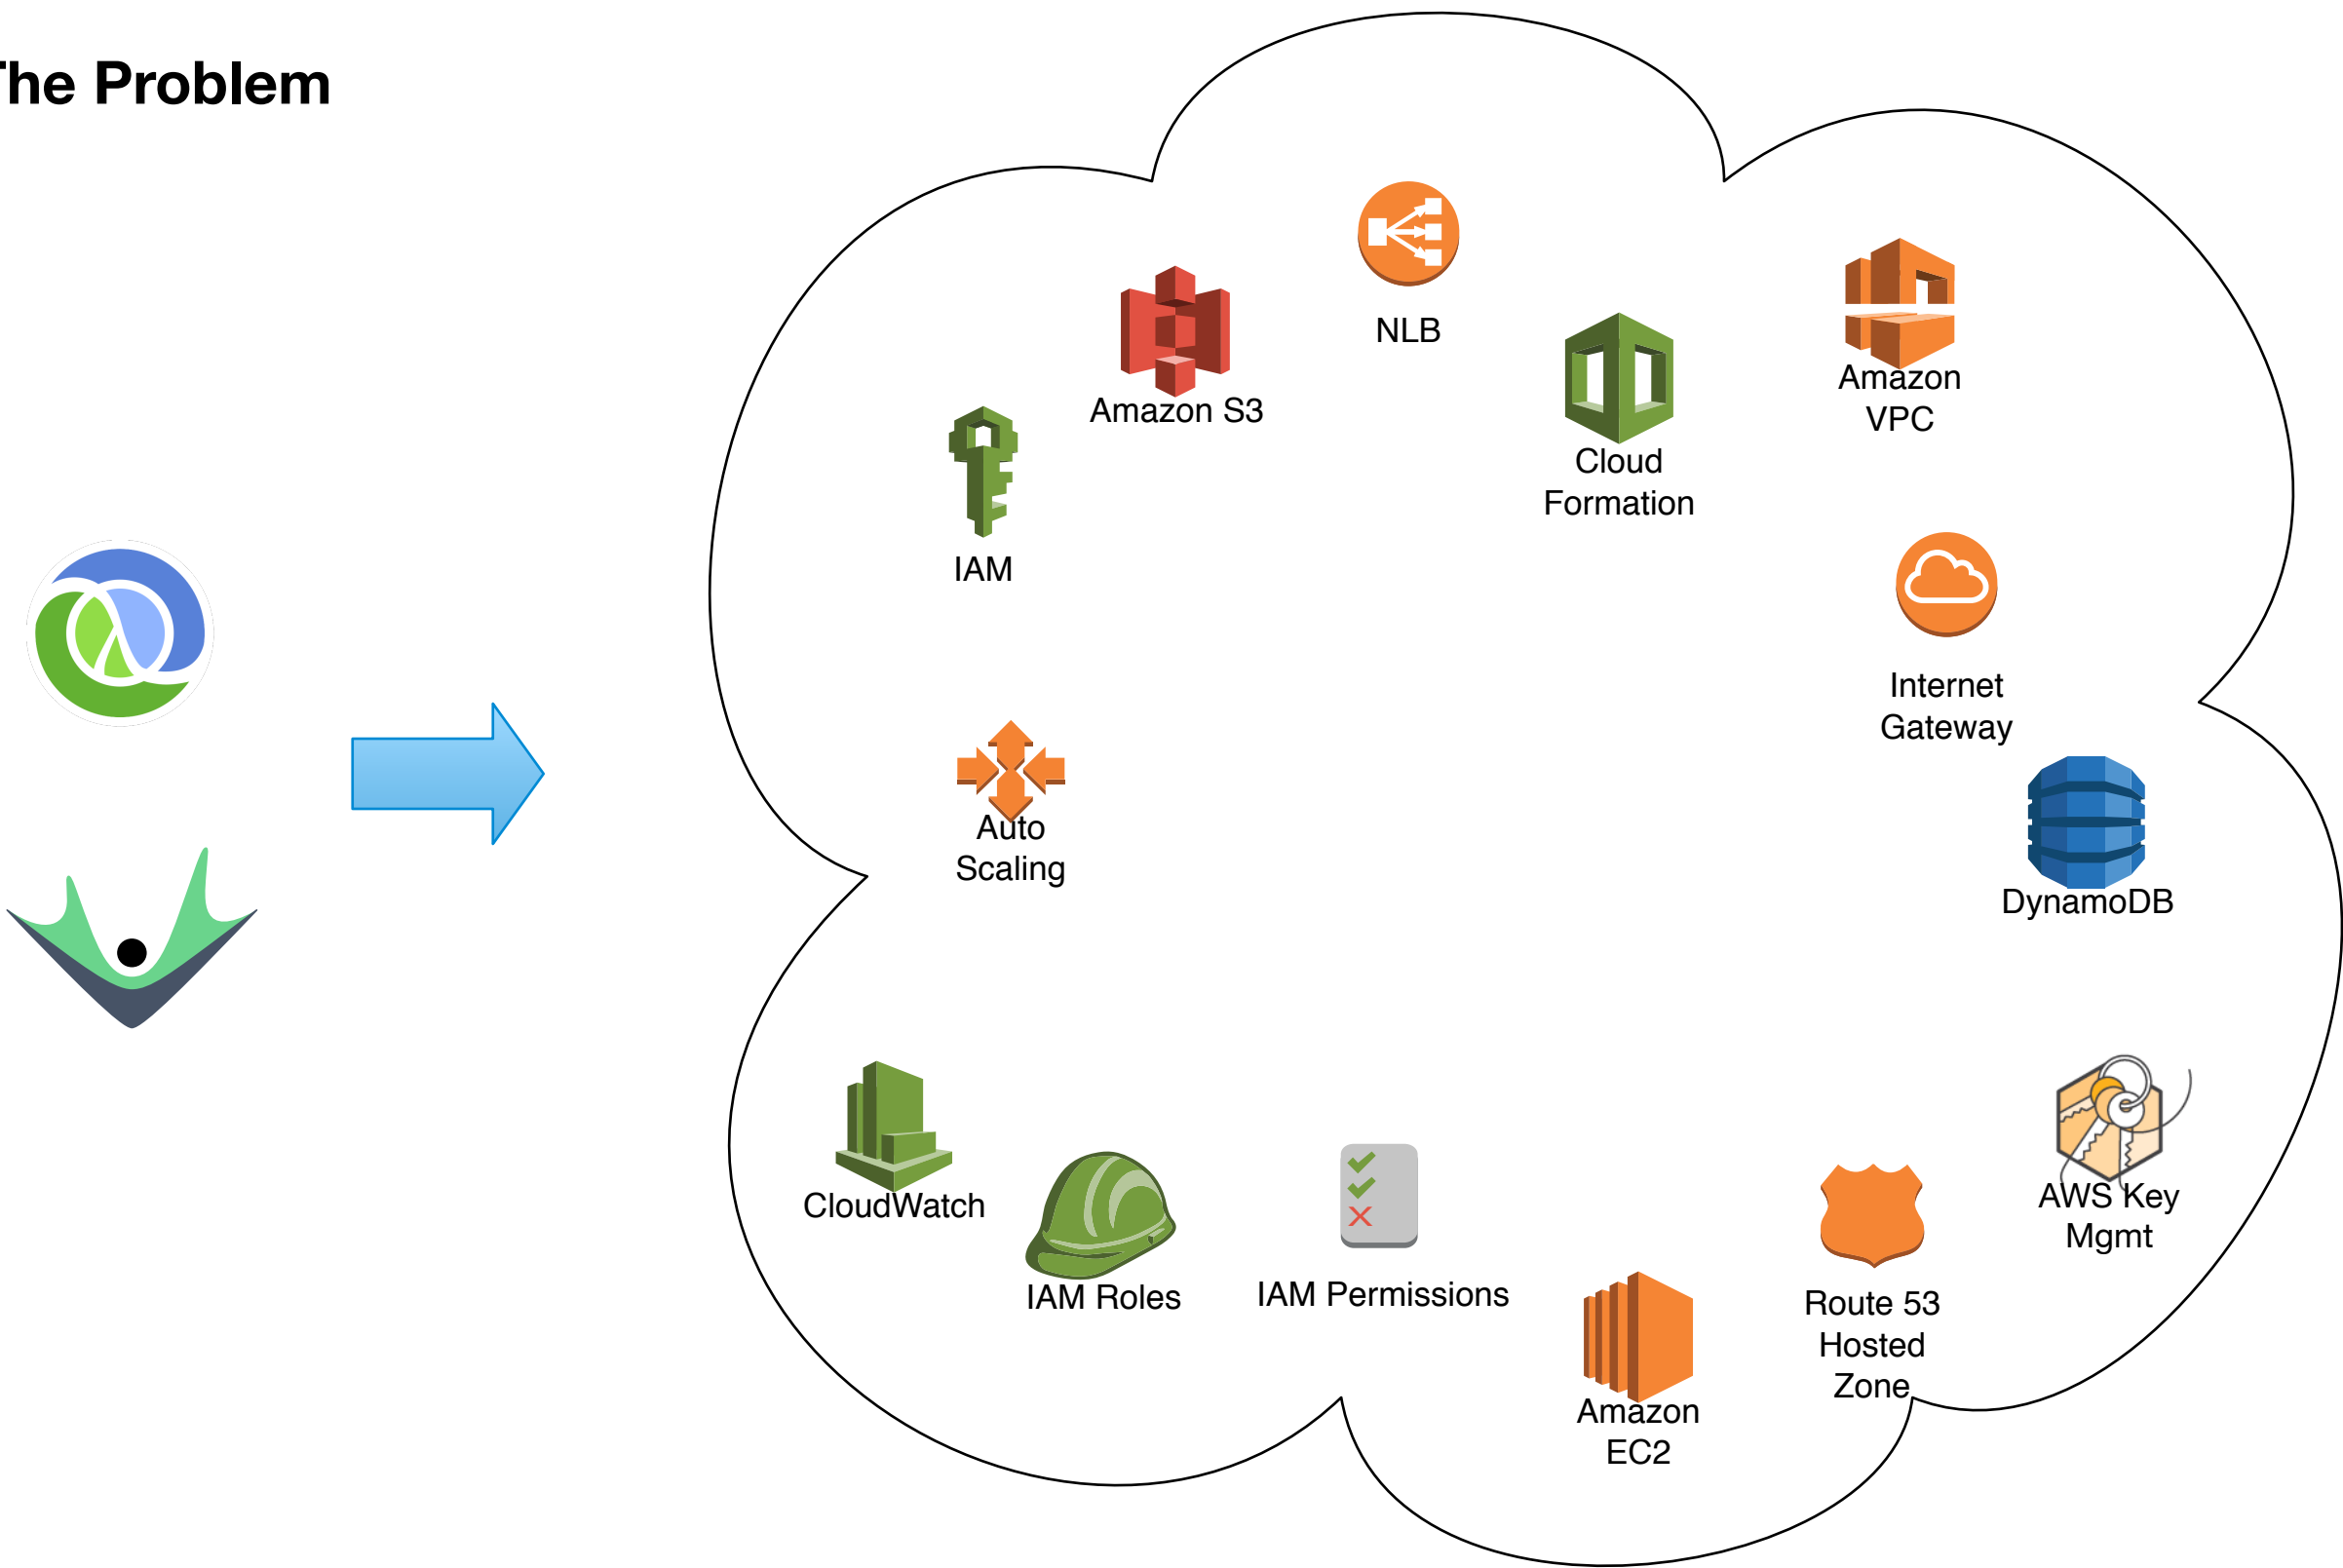 The Problem
NLB
Amazon
VPC
Amazon S3
Cloud
Formation
IAM
Internet
Gateway
Auto
Scaling
DynamoDB
CloudWatch
AWS Key
Mgmt
IAM Roles
IAM Permissions
Route 53
Hosted
Zone
Amazon
EC2